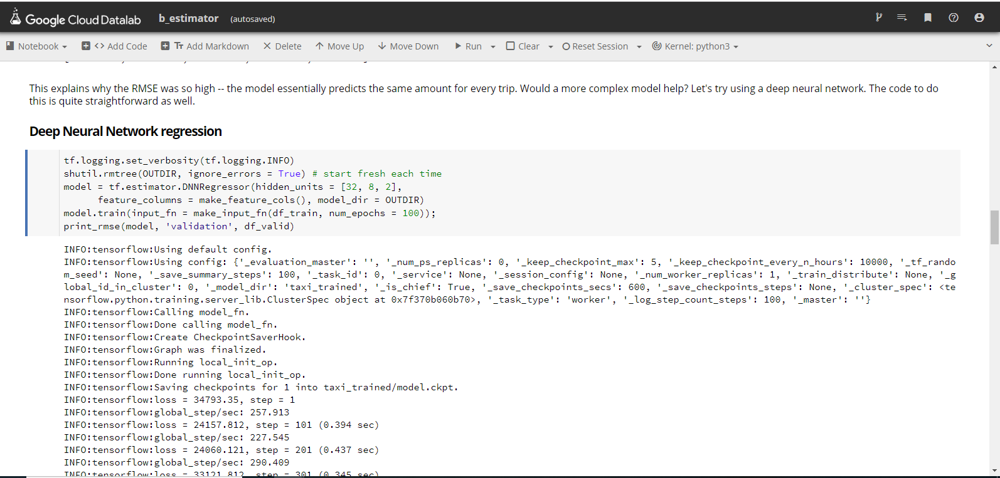 Google Cloud Datalab b_estimator (autosaved)
Notebook <> Add Code Tт Add Markdown Delete Move Up Move Down Run Clear Reset Session Kernel: python3
This explains why the RMSE was so high -- the model essentially predicts the same amount for every trip. Would a more complex model help? Let's try using a deep neural network. The code to do
this is quite straightforward as well.
Deep Neural Network regression
tf.logging.set_verbosity(tf.logging.INFO)
shutil.rmtree(OUTDIR, ignore_errors = True) # start fresh each time
model = tf.estimator.DNNRegressor(hidden_units = [32, 8, 2],
feature_columns = make_feature_cols(), model_dir = OUTDIR)
model.train(input_fn = make_input_fn(df_train, num_epochs = 100));
print_rmse(model, 'validation', df_valid)
INFO:tensorflow:Using default config.
INFO:tensorflow:Using config: {'_evaluation_master': '', '_num_ps_replicas': 0, '_keep_checkpoint_max': 5, '_keep_checkpoint_every_n_hours': 10000, '_tf_rando
m_seed': None, '_save_summary_steps': 100, '_task_id': 0, '_service': None, '_session_config': None, '_num_worker_replicas': 1, '_train_distribute': None, '_g
lobal_id_in_cluster': 0, '_model_dir': 'taxi_trained', '_is_chief': True, '_save_checkpoints_secs': 600, '_save_checkpoints_steps': None, '_cluster_spec': <te
nsorflow.python.training.server_lib.ClusterSpec object at 0x7f370b060b70>, '_task_type': 'worker', '_log_step_count_steps': 100, '_master': ''}
INFO:tensorflow:Calling model_fn.
INFO:tensorflow:Done calling model_fn.
INFO:tensorflow:Create CheckpointSaverHook.
INFO:tensorflow:Graph was finalized.
INFO:tensorflow:Running local_init_op.
INFO:tensorflow:Done running local_init_op.
INFO:tensorflow:Saving checkpoints for 1 into taxi_trained/model.ckpt.
INFO:tensorflow:loss = 34793.35, step = 1
INFO:tensorflow:global_step/sec: 257.913
INFO:tensorflow:loss = 24157.812, step = 101 (0.394 sec)
INFO:tensorflow:global_step/sec: 227.545
INFO:tensorflow:loss = 24060.121, step = 201 (0.437 sec)
INFO:tensorflow:global_step/sec: 290.409
INFO:tensorflow:loss = 33121.812, step = 301 (0.345 sec)